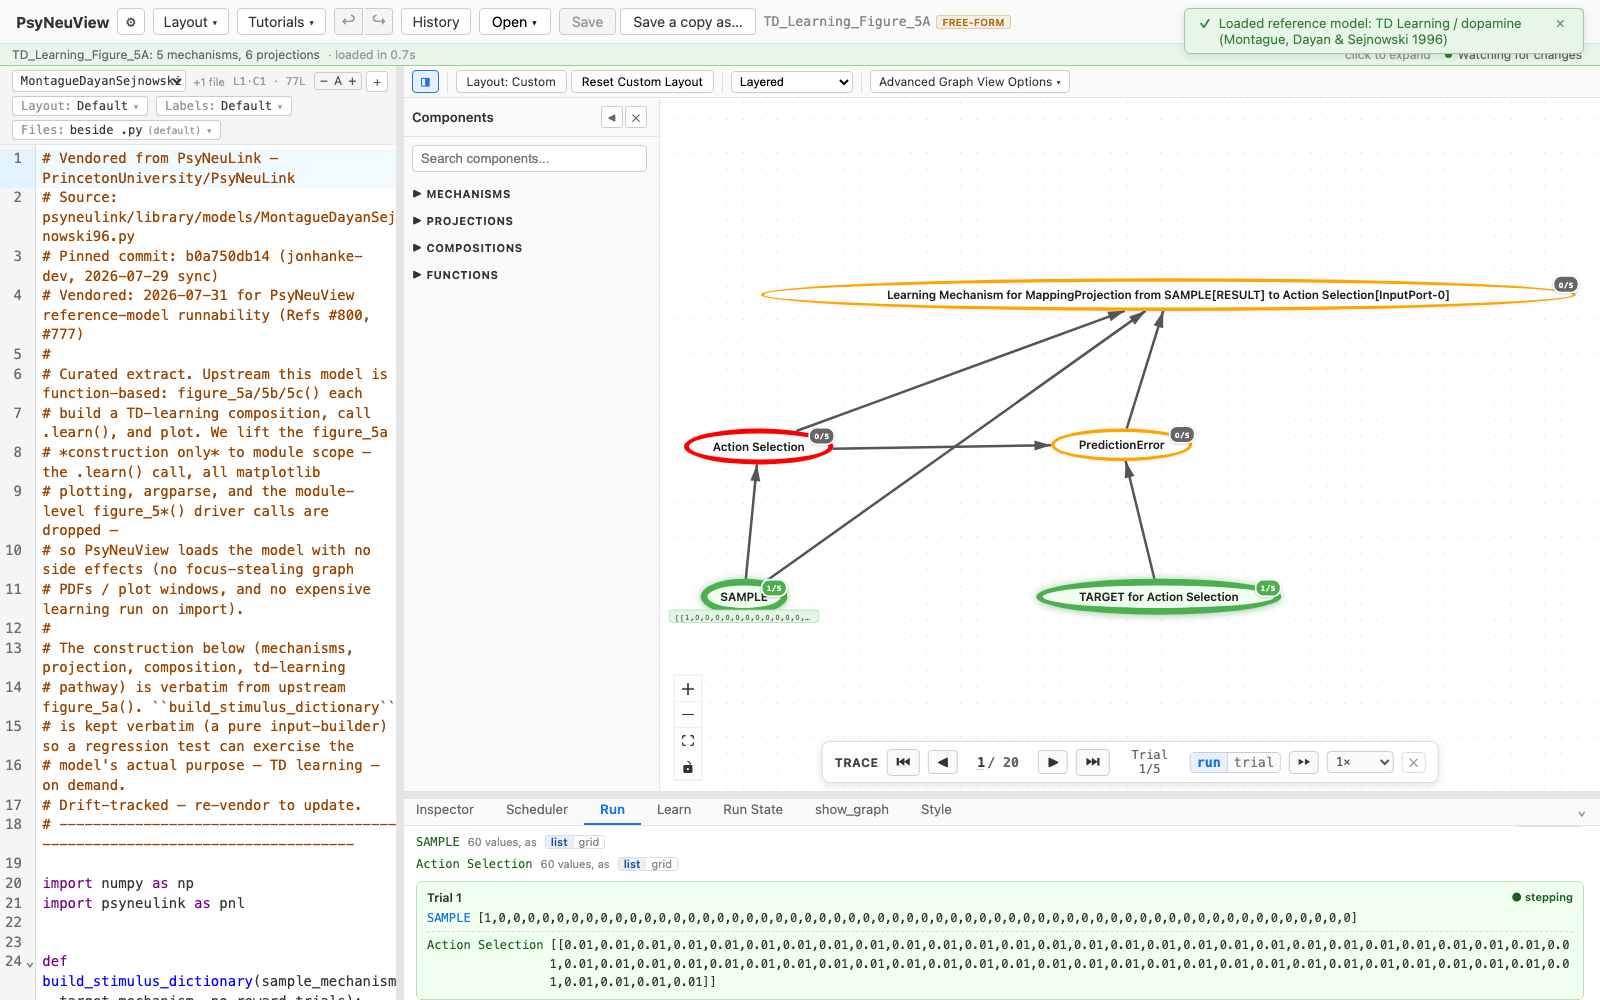 PsyNeuView ⚙ Layout ▾ Tutorials ▾ ↩ ↪ History Open ▾ Save Save a copy as... TD_Learning_Figure_5A FREE-FORM
✓ Loaded reference model: TD Learning / dopamine ×
(Montague, Dayan & Sejnowski 1996)
TD_Learning_Figure_5A: 5 mechanisms, 6 projections · loaded in 0.7s click to expand Watching for changes
MontagueDayanSejnowski +1 file L1:C1 · 77L − A + +
Layout: Default ▾ Labels: Default ▾
Files: beside .py (default) ▾
1 # Vendored from PsyNeuLink —
PrincetonUniversity/PsyNeuLink
2 # Source:
psyneulink/library/models/MontagueDayanSej
nowski96.py
3 # Pinned commit: b0a750db14 (jonhanke-
dev, 2026-07-29 sync)
4 # Vendored: 2026-07-31 for PsyNeuView
reference-model runnability (Refs #800,
#777)
5 #
6 # Curated extract. Upstream this model is
function-based: figure_5a/5b/5c() each
7 # build a TD-learning composition, call
.learn(), and plot. We lift the figure_5a
8 # *construction only* to module scope —
the .learn() call, all matplotlib
9 # plotting, argparse, and the module-
level figure_5*() driver calls are
dropped —
10 # so PsyNeuView loads the model with no
side effects (no focus-stealing graph
11 # PDFs / plot windows, and no expensive
learning run on import).
12 #
13 # The construction below (mechanisms,
projection, composition, td-learning
14 # pathway) is verbatim from upstream
figure_5a(). ``build_stimulus_dictionary``
15 # is kept verbatim (a pure input-builder)
so a regression test can exercise the
16 # model's actual purpose — TD learning —
on demand.
17 # Drift-tracked — re-vendor to update.
18 # ---------------------------------------
-------------------------------------
19
20 import numpy as np
21 import psyneulink as pnl
22
23
24 def
build_stimulus_dictionary(sample_mechanism
Layout: Custom Reset Custom Layout Layered Advanced Graph View Options ▾
Components ◀ ×
Search components...
▶ MECHANISMS
▶ PROJECTIONS
▶ COMPOSITIONS
▶ FUNCTIONS
0/5
Learning Mechanism for MappingProjection from SAMPLE[RESULT] to Action Selection[InputPort-0]
Action Selection 0/5
PredictionError 0/5
SAMPLE 1/5
[[1,0,0,0,0,0,0,0,0,0,0,0,0,…
TARGET for Action Selection 1/5
TRACE 1 / 20 Trial 1/5 run trial 1× ×
Inspector Scheduler Run Learn Run State show_graph Style
SAMPLE 60 values, as list grid
Action Selection 60 values, as list grid
Trial 1 stepping
SAMPLE [1,0,0,0,0,0,0,0,0,0,0,0,0,0,0,0,0,0,0,0,0,0,0,0,0,0,0,0,0,0,0,0,0,0,0,0,0,0,0,0,0,0,0,0,0,0,0,0,0,0,0,0,0,0,0,0,0,0,0,0]
Action Selection [[0.01,0.01,0.01,0.01,0.01,0.01,0.01,0.01,0.01,0.01,0.01,0.01,0.01,0.01,0.01,0.01,0.01,0.01,0.01,0.01,0.01,0.01,0.01,0.01,0.01,0.01,0.01,0.0
1,0.01,0.01,0.01,0.01,0.01,0.01,0.01,0.01,0.01,0.01,0.01,0.01,0.01,0.01,0.01,0.01,0.01,0.01,0.01,0.01,0.01,0.01,0.01,0.01,0.01,0.01,0.01,0.0
1,0.01,0.01,0.01,0.01]]